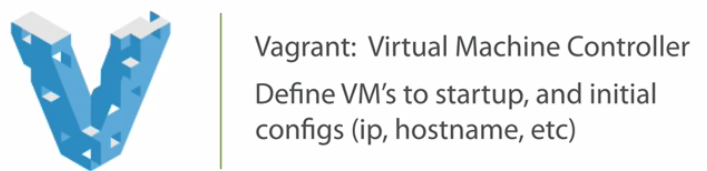 Vagrant: Virtual Machine Controller
Define VM's to startup, and initial
configs (ip, hostname, etc)